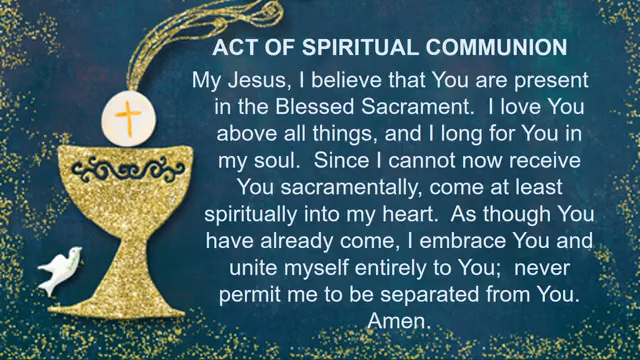 ACT OF SPIRITUAL COMMUNION
My Jesus, I believe that You are present
in the Blessed Sacrament.  I love You
above all things, and I long for You in
my soul.  Since I cannot now receive
You sacramentally, come at least
spiritually into my heart.  As though You
have already come, I embrace You and
unite myself entirely to You;  never
permit me to be separated from You.
Amen.